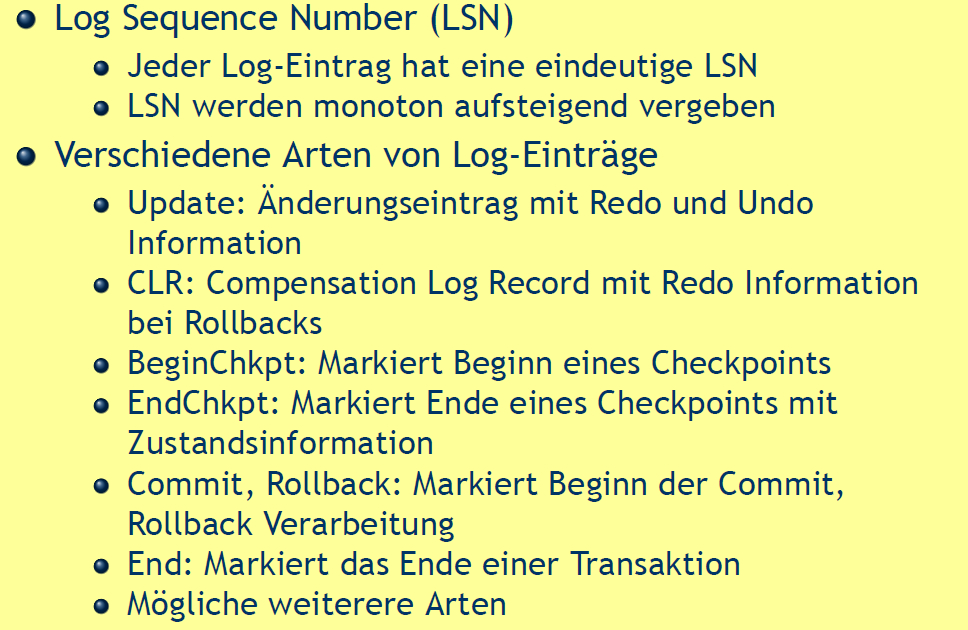 Log Sequence Number (LSN)
Jeder Log-Eintrag hat eine eindeutige LSN
LSN werden monoton aufsteigend vergeben
Verschiedene Arten von Log-Einträge
Update: Änderungseintrag mit Redo und Undo
Information
CLR: Compensation Log Record mit Redo Information
bei Rollbacks
BeginChkpt: Markiert Beginn eines Checkpoints
EndChkpt: Markiert Ende eines Checkpoints mit
Zustandsinformation
Commit, Rollback: Markiert Beginn der Commit,
Rollback Verarbeitung
End: Markiert das Ende einer Transaktion
Mögliche weiterere Arten